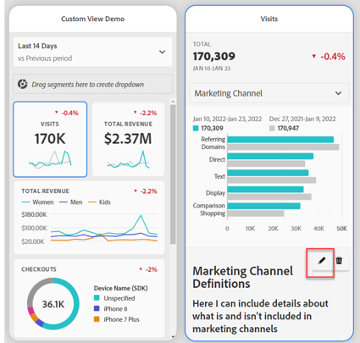 Custom View Demo
Last 14 Days
vs Previous period
Drag segments here to create dropdown
▼ -0.4%
VISITS
170K
▼ -2.2%
TOTAL REVENUE
$2.37M
TOTAL REVENUE
▼ -2.2%
Women Men Kids
$180.00K
$100.00K
$20.00K
CHECKOUTS
▼ -2%
36.1K
Device Name (SDK)
Unspecified
iPhone 8
iPhone 7 Plus
Visits
TOTAL
170,309
▼ -0.4%
JAN 10-JAN 23
Marketing Channel
Jan 10, 2022-Jan 23, 2022
170,309
Dec 27, 2021-Jan 9, 2022
170,947
Referring
Domains
Direct
Text
Display
Comparison
Shopping
0 10K 20K 30K 40K 50K
Marketing Channel
Definitions
Here I can include details about
what is and isn't included in
marketing channels